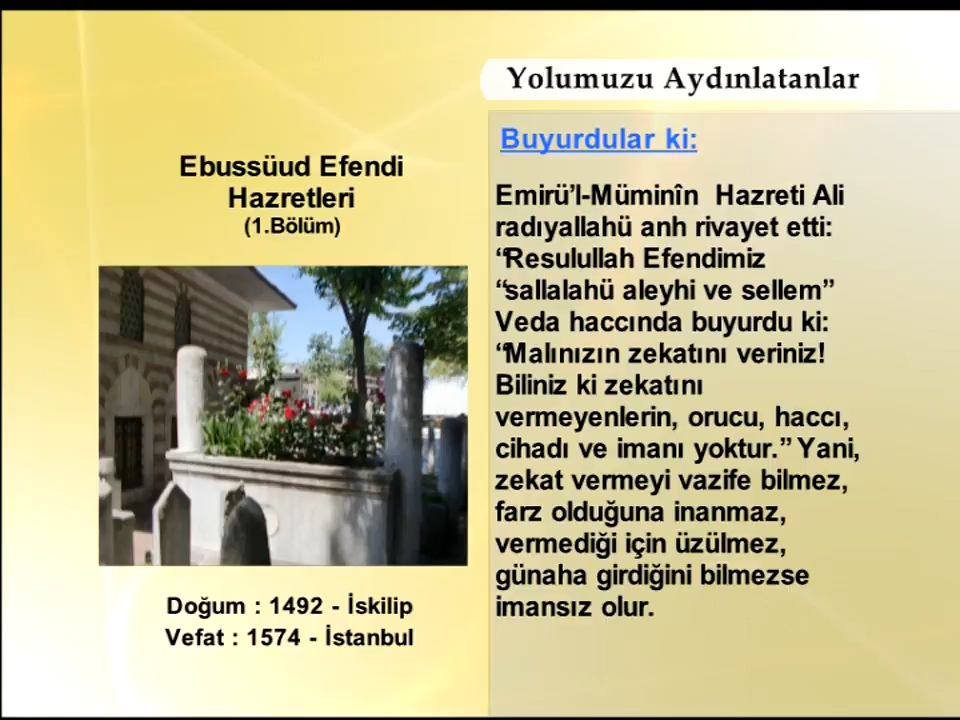 Yolumuzu Aydınlatanlar
Ebussüud Efendi
Hazretleri
(1.Bölüm)
Doğum : 1492 - İskilip
Vefat : 1574 - İstanbul
Buyurdular ki:
Emirü’l-Müminîn Hazreti Ali
radıyallahü anh rivayet etti:
“Resulullah Efendimiz
“sallalahü aleyhi ve sellem”
Veda haccında buyurdu ki:
“Malınızın zekatını veriniz!
Biliniz ki zekatını
vermeyenlerin, orucu, haccı,
cihadı ve imanı yoktur.” Yani,
zekat vermeyi vazife bilmez,
farz olduğuna inanmaz,
vermediği için üzülmez,
günaha girdiğini bilmezse
imansız olur.